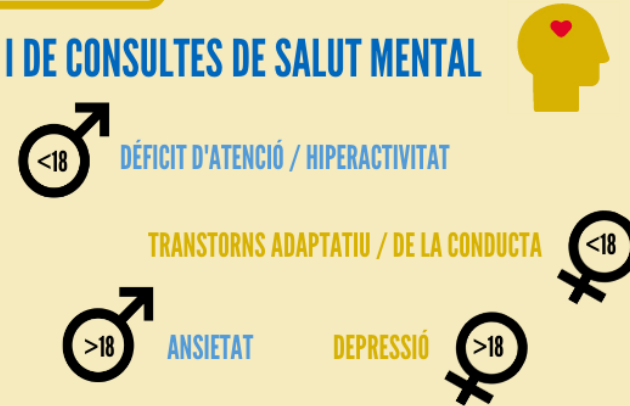 I DE CONSULTES DE SALUT MENTAL
<18
DÉFICIT D'ATENCIÓ / HIPERACTIVITAT
TRANSTORNS ADAPTATIU / DE LA CONDUCTA
<18
>18
ANSIETAT
DEPRESSIÓ
>18